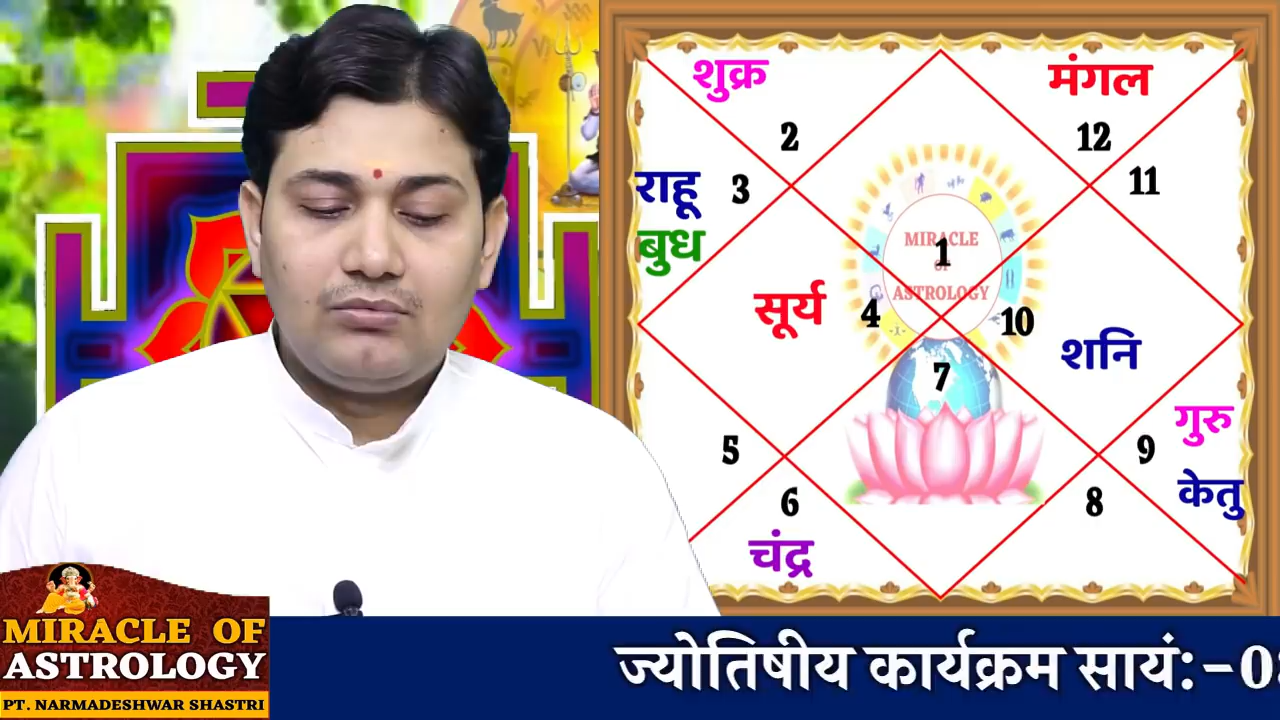 शुक्र
मंगल
2
12
राहू
3
11
बुध
MIRACLE
1
OF
ASTROLOGY
सूर्य
4
10
शनि
7
गुरु
5
9
केतु
6
8
चंद्र
MIRACLE OF
ASTROLOGY
PT. NARMADESHWAR SHASTRI
ज्योतिषीय कार्यक्रम सायं:-0